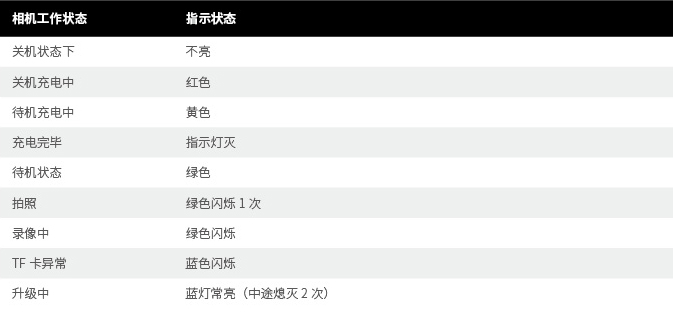 相机工作状态 指示状态
关机状态下 不亮
关机充电中 红色
待机充电中 黄色
充电完毕 指示灯灭
待机状态 绿色
拍照 绿色闪烁 1 次
录像中 绿色闪烁
TF 卡异常 蓝色闪烁
升级中 蓝灯常亮（中途熄灭 2 次）